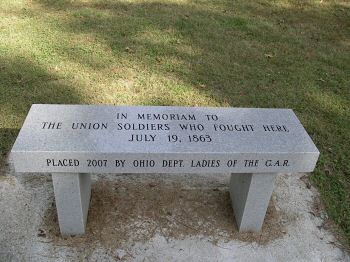 IN MEMORIAM TO
THE UNION SOLDIERS WHO FOUGHT HERE
JULY 19, 1863
PLACED 2007 BY OHIO DEPT. LADIES OF THE G.A.R.